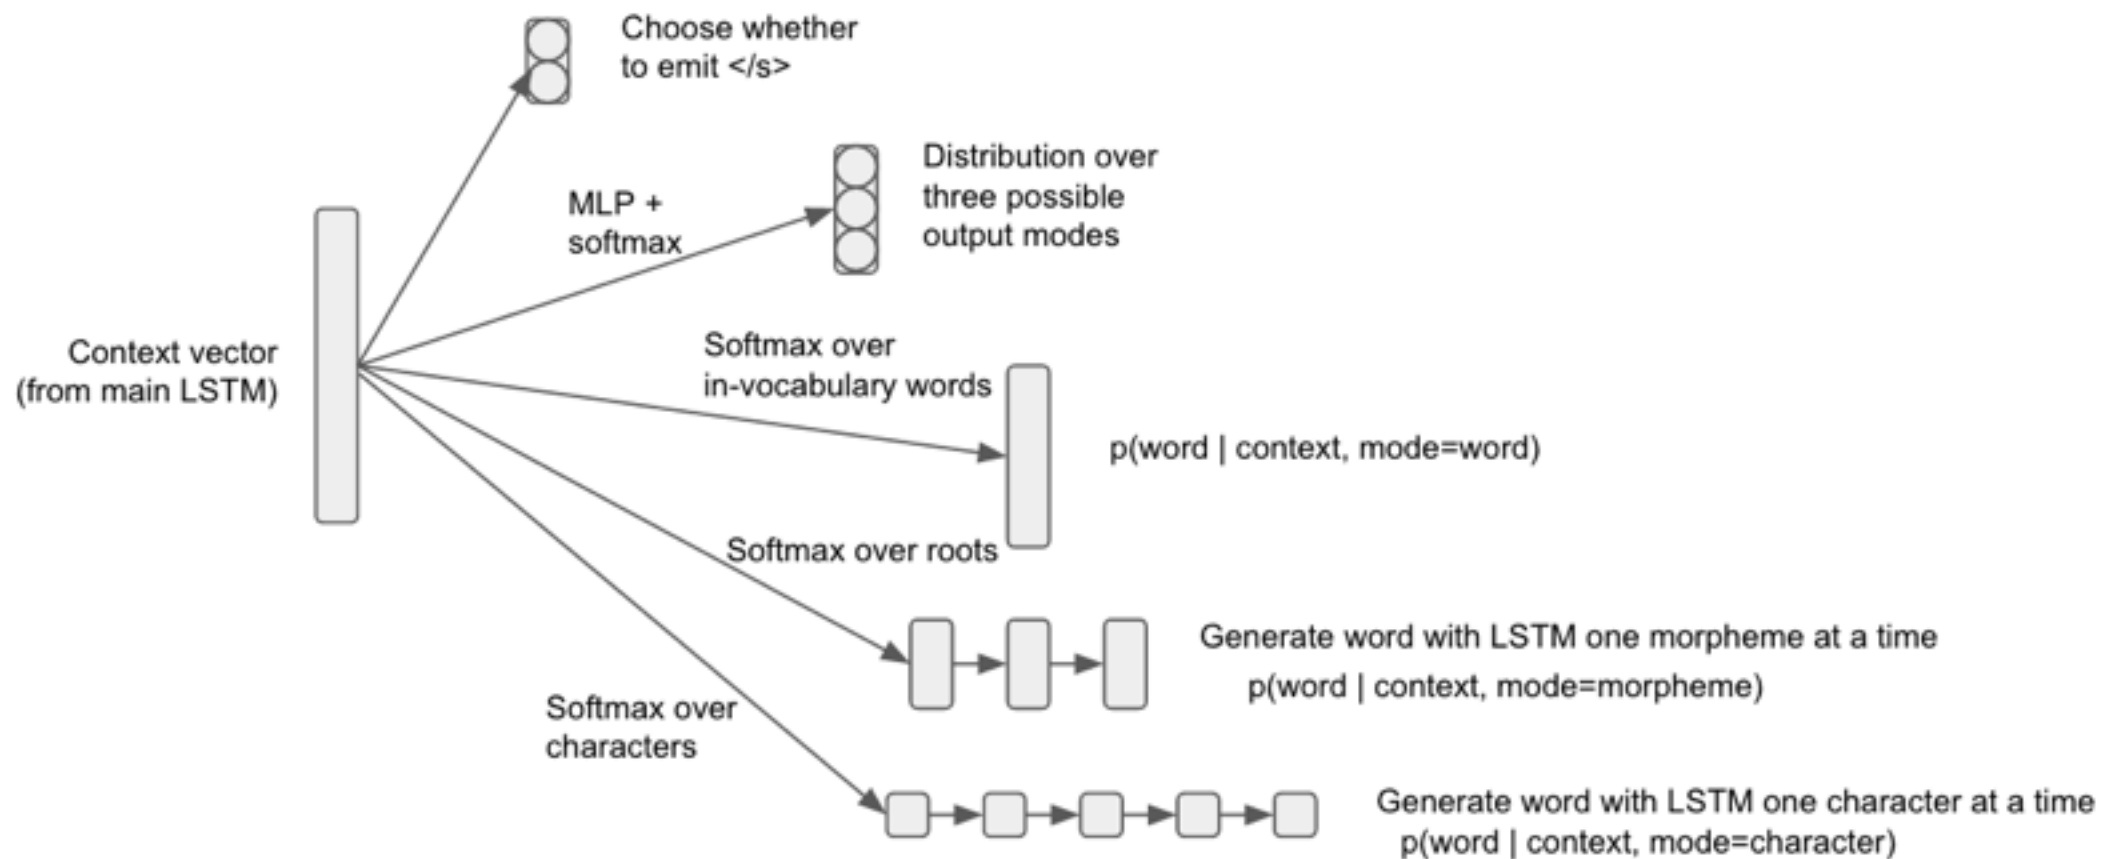 Choose whether
to emit </s>
Distribution over
three possible
output modes
MLP +
softmax
Context vector
(from main LSTM)
Softmax over
in-vocabulary words
p(word | context, mode=word)
Softmax over roots
Generate word with LSTM one morpheme at a time
p(word | context, mode=morpheme)
Softmax over
characters
Generate word with LSTM one character at a time
p(word | context, mode=character)